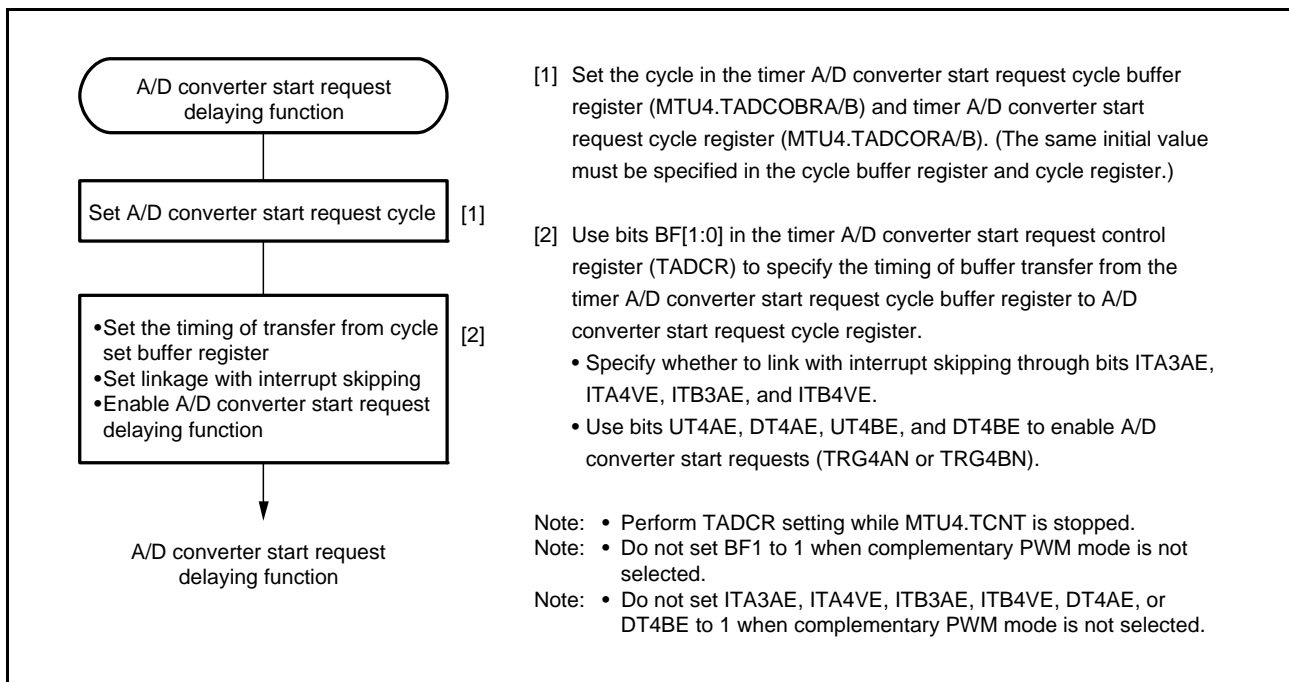 A/D converter start request
delaying function
Set A/D converter start request cycle [1]
•Set the timing of transfer from cycle
set buffer register
•Set linkage with interrupt skipping
•Enable A/D converter start request
delaying function
[2]
A/D converter start request
delaying function
[1] Set the cycle in the timer A/D converter start request cycle buffer
register (MTU4.TADCOBRA/B) and timer A/D converter start
request cycle register (MTU4.TADCORA/B). (The same initial value
must be specified in the cycle buffer register and cycle register.)
[2] Use bits BF[1:0] in the timer A/D converter start request control
register (TADCR) to specify the timing of buffer transfer from the
timer A/D converter start request cycle buffer register to A/D
converter start request cycle register.
• Specify whether to link with interrupt skipping through bits ITA3AE,
ITA4VE, ITB3AE, and ITB4VE.
• Use bits UT4AE, DT4AE, UT4BE, and DT4BE to enable A/D
converter start requests (TRG4AN or TRG4BN).
Note: • Perform TADCR setting while MTU4.TCNT is stopped.
Note: • Do not set BF1 to 1 when complementary PWM mode is not
selected.
Note: • Do not set ITA3AE, ITA4VE, ITB3AE, ITB4VE, DT4AE, or
DT4BE to 1 when complementary PWM mode is not selected.